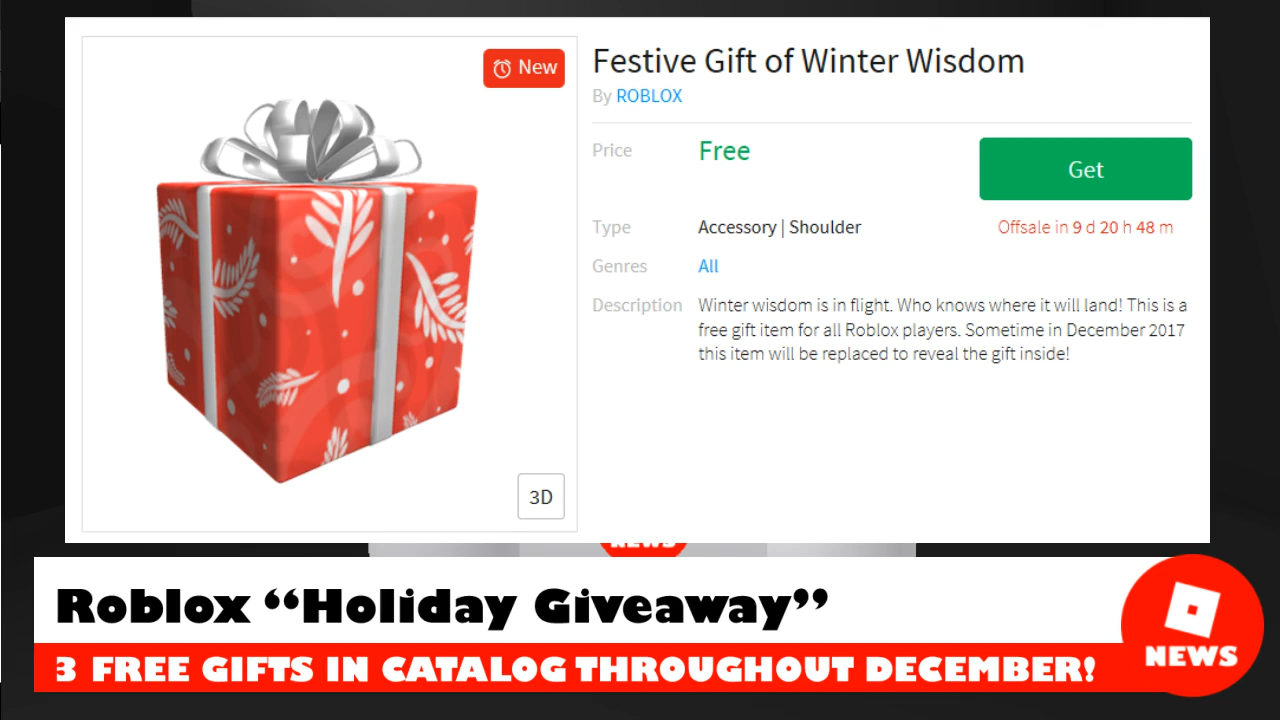 New
Festive Gift of Winter Wisdom
By ROBLOX
Price Free
Get
Type Accessory | Shoulder
Offsale in 9 d 20 h 48 m
Genres All
Description Winter wisdom is in flight. Who knows where it will land! This is a
free gift item for all Roblox players. Sometime in December 2017
this item will be replaced to reveal the gift inside!
3D
NEWS
Roblox “Holiday Giveaway”
3 FREE GIFTS IN CATALOG THROUGHOUT DECEMBER!
NEWS